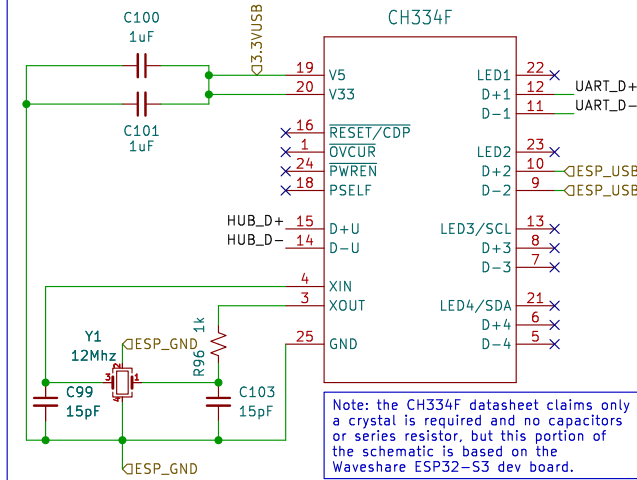 CH334F
C100
1uF
3.3VUSB
C101
1uF
19
V5
20
V33
16
RESET/CDP
1
OVCUR
24
PWREN
18
PSELF
HUB_D+
15
D+U
HUB_D-
14
D-U
4
XIN
3
XOUT
25
GND
LED1
22
D+1
12
UART_D+
D-1
11
UART_D-
LED2
23
D+2
10
ESP_USB
D-2
9
ESP_USB
LED3/SCL
13
D+3
8
D-3
7
LED4/SDA
21
D+4
6
D-4
5
Y1
12Mhz
ESP_GND
R96
1k
2
3
1
4
C99
15pF
C103
15pF
ESP_GND
Note: the CH334F datasheet claims only
a crystal is required and no capacitors
or series resistor, but this portion of
the schematic is based on the
Waveshare ESP32-S3 dev board.